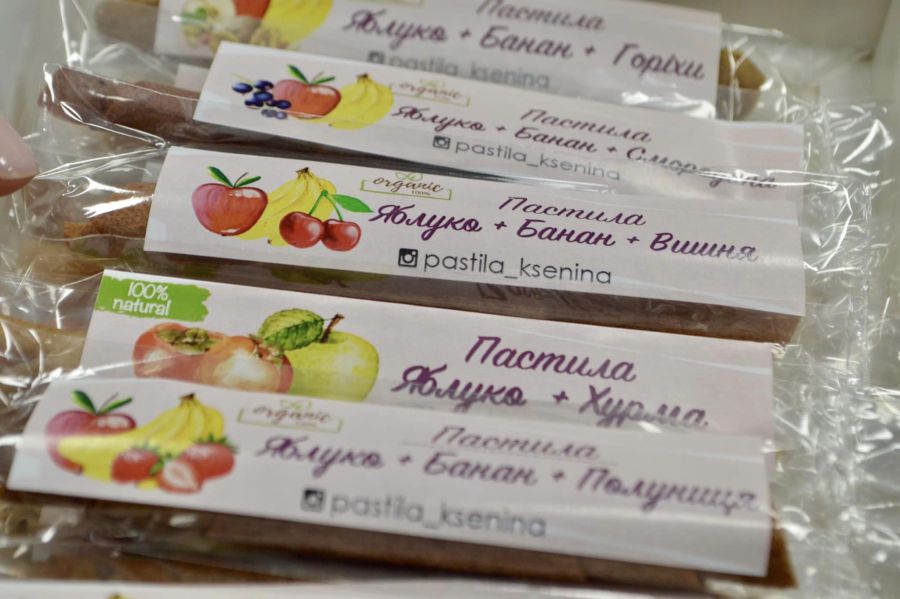 Пастила
Яблуко + Банан + Горіхи
pastila_ksenina
organic
Пастила
Яблуко + Банан + Смородина
pastila_ksenina
organic
100%
Пастила
Яблуко + Банан + Вишня
pastila_ksenina
100%
natural
Пастила
Яблуко + Хурма
organic
Пастила
Яблуко + Банан + Полуниця
pastila_ksenina